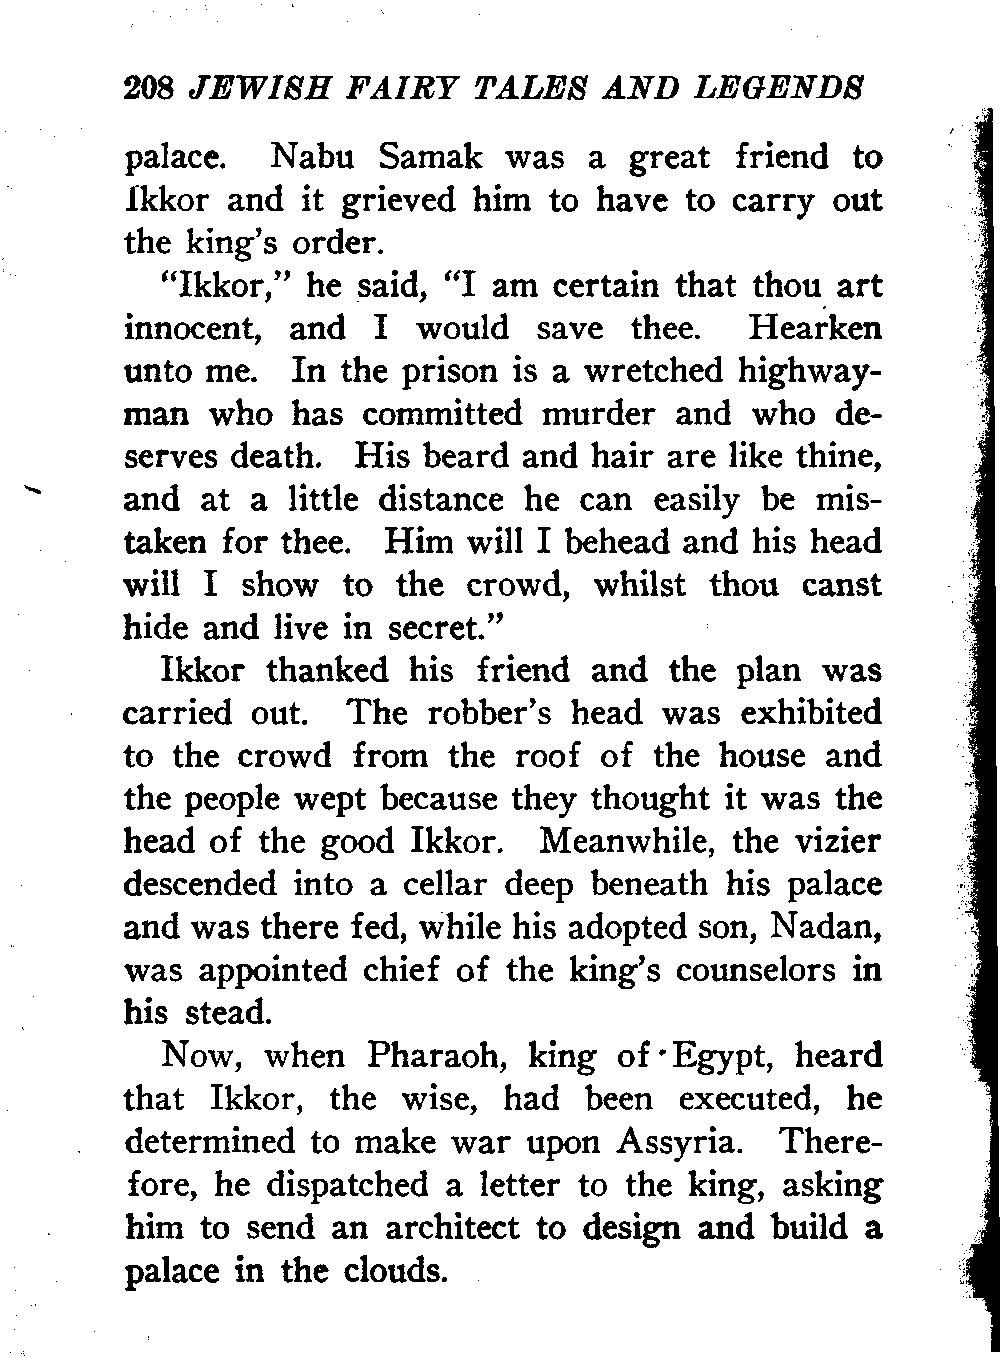 208 JEWISH FAIRY TALES AND LEGENDS
palace. Nabu Samak was a great friend to
Ikkor and it grieved him to have to carry out
the king's order.
“Ikkor,” he said, “I am certain that thou art
innocent, and I would save thee. Hearken
unto me. In the prison is a wretched highway-
man who has committed murder and who de-
serves death. His beard and hair are like thine,
and at a little distance he can easily be mis-
taken for thee. Him will I behead and his head
will I show to the crowd, whilst thou canst
hide and live in secret.”
Ikkor thanked his friend and the plan was
carried out. The robber's head was exhibited
to the crowd from the roof of the house and
the people wept because they thought it was the
head of the good Ikkor. Meanwhile, the vizier
descended into a cellar deep beneath his palace
and was there fed, while his adopted son, Nadan,
was appointed chief of the king's counselors in
his stead.
Now, when Pharaoh, king of Egypt, heard
that Ikkor, the wise, had been executed, he
determined to make war upon Assyria. There-
fore, he dispatched a letter to the king, asking
him to send an architect to design and build a
palace in the clouds.